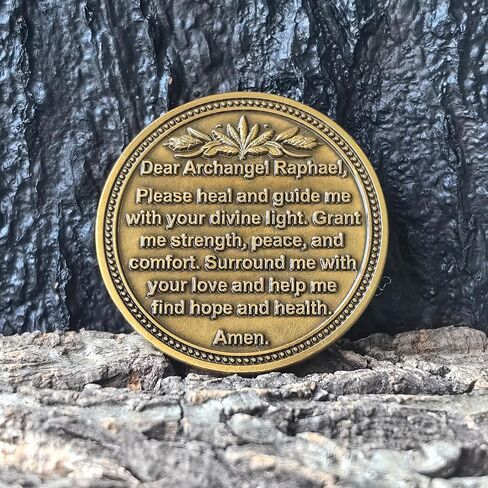 Dear Archangel Raphael,
Please heal and guide me
with your divine light. Grant
me strength, peace, and
comfort. Surround me with
your love and help me
find hope and health.
Amen.